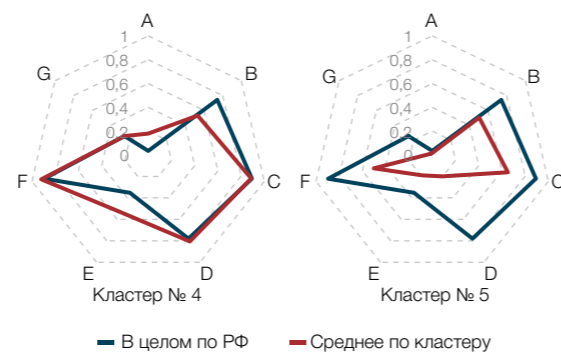 A
1
0,8
0,6
0,4
0,2
0
B
C
D
E
F
G
Кластер № 4
A
1
0,8
0,6
0,4
0,2
0
B
C
D
E
F
G
Кластер № 5
В целом по РФ
Среднее по кластеру